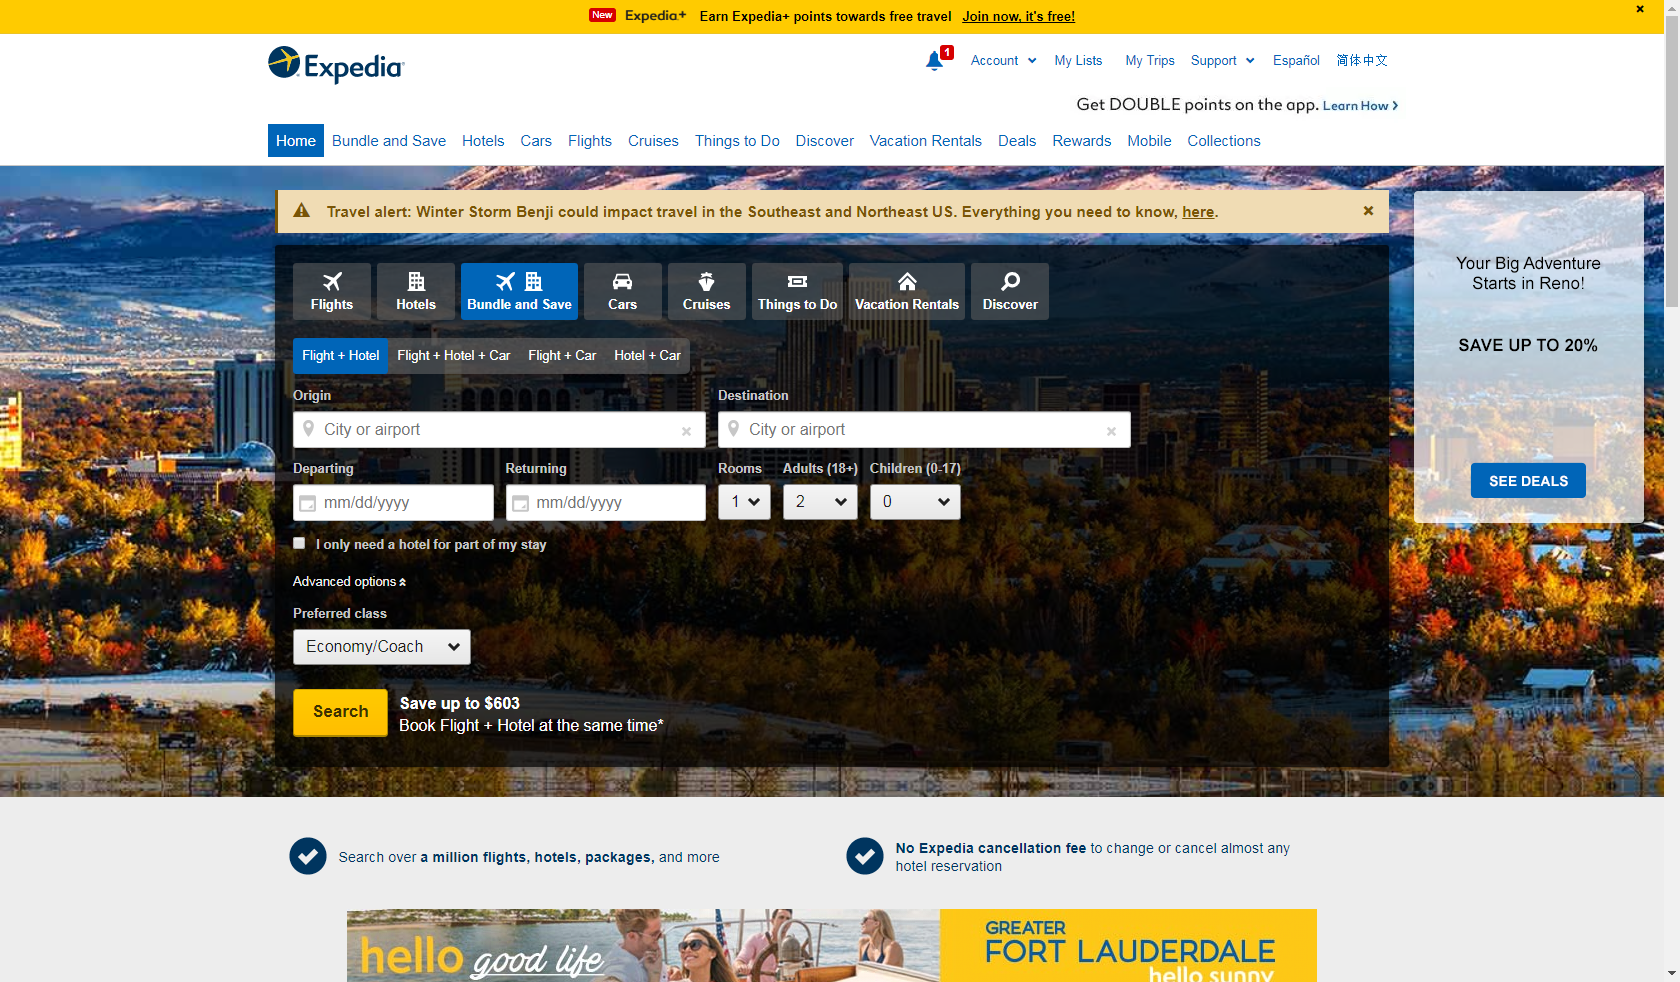 New Expedia+ Earn Expedia+ points towards free travel Join now, it's free!
Expedia
1 Account My Lists My Trips Support Español 简体中文
Get DOUBLE points on the app. Learn How
Home Bundle and Save Hotels Cars Flights Cruises Things to Do Discover Vacation Rentals Deals Rewards Mobile Collections
Travel alert: Winter Storm Benji could impact travel in the Southeast and Northeast US. Everything you need to know, here.
Flights Hotels Bundle and Save Cars Cruises Things to Do Vacation Rentals Discover
Flight + Hotel Flight + Hotel + Car Flight + Car Hotel + Car
Origin Destination
City or airport City or airport
Departing Returning Rooms Adults (18+) Children (0-17)
mm/dd/yyyy mm/dd/yyyy 1 2 0
I only need a hotel for part of my stay
Advanced options
Preferred class
Economy/Coach
Search
Save up to $603
Book Flight + Hotel at the same time*
Your Big Adventure
Starts in Reno!
SAVE UP TO 20%
SEE DEALS
Search over a million flights, hotels, packages, and more
No Expedia cancellation fee to change or cancel almost any
hotel reservation
hello good life
GREATER
FORT LAUDERDALE
hello sunny